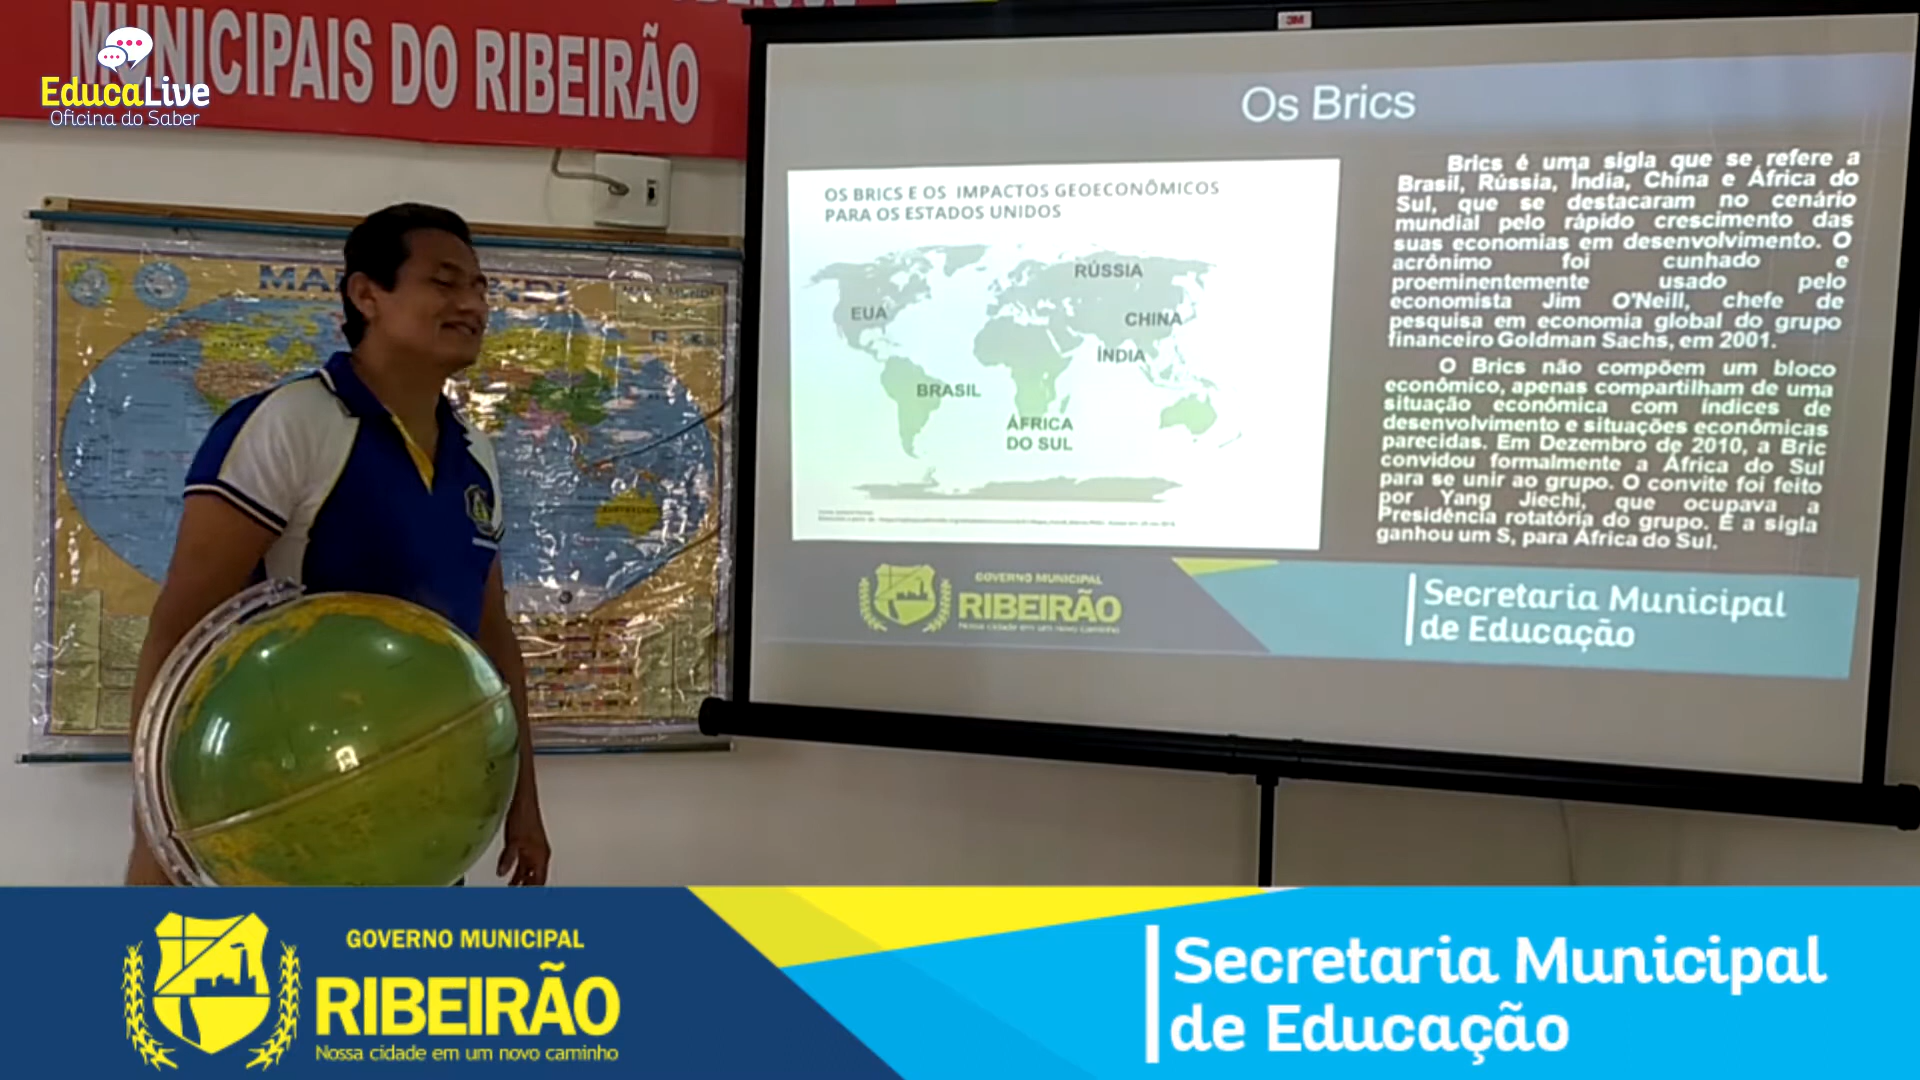 MUNICIPAIS DO RIBEIRÃO
EducaLive
Oficina do Saber
3M
Os Brics
OS BRICS E OS IMPACTOS GEOECONÔMICOS
PARA OS ESTADOS UNIDOS
RÚSSIA
EUA
CHINA
ÍNDIA
BRASIL
ÁFRICA
DO SUL
Brics é uma sigla que se refere a
Brasil, Rússia, Índia, China e África do
Sul, que se destacaram no cenário
mundial pelo rápido crescimento das
suas economias em desenvolvimento. O
acrônimo foi cunhado e
proeminentemente usado pelo
economista Jim O'Neill, chefe de
pesquisa em economia global do grupo
financeiro Goldman Sachs, em 2001.
O Brics não compõem um bloco
econômico, apenas compartilham de uma
situação econômica com índices de
desenvolvimento e situações econômicas
parecidas. Em Dezembro de 2010, a Bric
convidou formalmente a África do Sul
para se unir ao grupo. O convite foi feito
por Yang Jiechi, que ocupava a
Presidência rotatória do grupo. E a sigla
ganhou um S, para África do Sul.
GOVERNO MUNICIPAL
RIBEIRÃO
Nossa cidade em um novo caminho
Secretaria Municipal
de Educação
GOVERNO MUNICIPAL
RIBEIRÃO
Nossa cidade em um novo caminho
Secretaria Municipal
de Educação